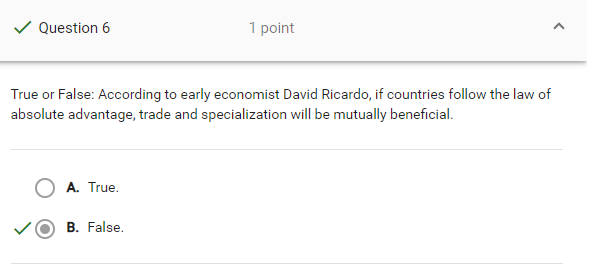 Question 6 1 point
True or False: According to early economist David Ricardo, if countries follow the law of
absolute advantage, trade and specialization will be mutually beneficial.
A. True.
B. False.